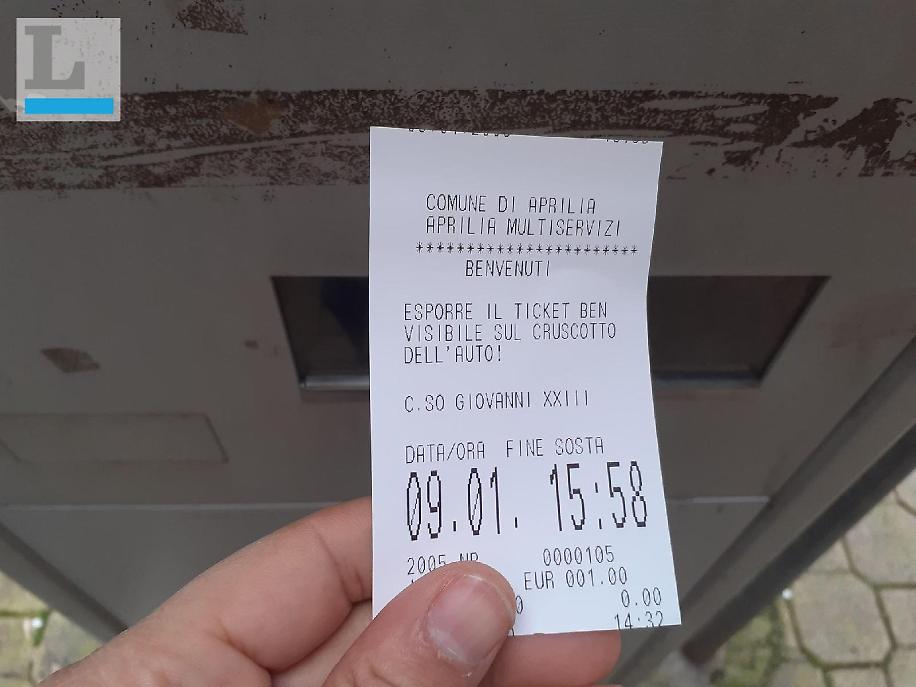 L
COMUNE DI APRILIA
APRILIA MULTISERVIZI
***********************
BENVENUTI
ESPORRE IL TICKET BEN
VISIBILE SUL CRUSCOTTO
DELL'AUTO!
C.SO GIOVANNI XXIII
DATA/ORA FINE SOSTA
09.01. 15:58
2005 NR 0000105
EUR 001.00
0.00
14:32